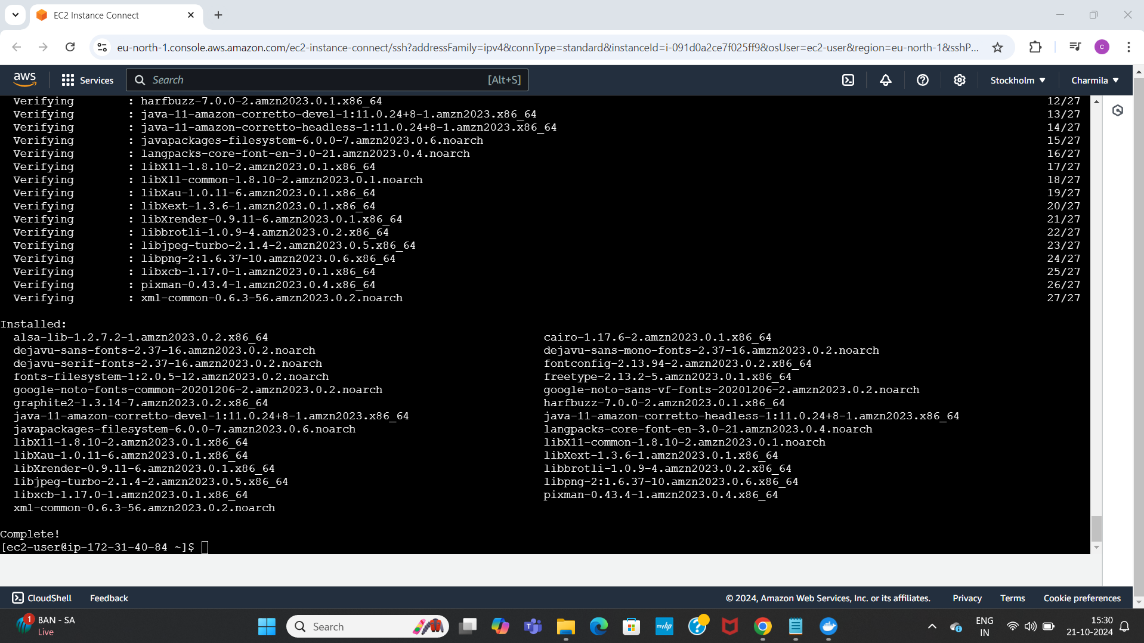 EC2 Instance Connect
eu-north-1.console.aws.amazon.com/ec2-instance-connect/ssh?addressFamily=ipv4&connType=standard&instanceId=i-091d0a2ce7f025ff9&osUser=ec2-user&region=eu-north-1&sshP...
C
aws Services Search [Alt+S] Stockholm Charmila
Verifying : harfbuzz-7.0.0-2.amzn2023.0.1.x86_64 12/27
Verifying : java-11-amazon-corretto-devel-1:11.0.24+8-1.amzn2023.x86_64 13/27
Verifying : java-11-amazon-corretto-headless-1:11.0.24+8-1.amzn2023.x86_64 14/27
Verifying : javapackages-filesystem-6.0.0-7.amzn2023.0.6.noarch 15/27
Verifying : langpacks-core-font-en-3.0-21.amzn2023.0.4.noarch 16/27
Verifying : libX11-1.8.10-2.amzn2023.0.1.x86_64 17/27
Verifying : libX11-common-1.8.10-2.amzn2023.0.1.noarch 18/27
Verifying : libXau-1.0.11-6.amzn2023.0.1.x86_64 19/27
Verifying : libXext-1.3.6-1.amzn2023.0.1.x86_64 20/27
Verifying : libXrender-0.9.11-6.amzn2023.0.1.x86_64 21/27
Verifying : libbrotli-1.0.9-4.amzn2023.0.2.x86_64 22/27
Verifying : libjpeg-turbo-2.1.4-2.amzn2023.0.5.x86_64 23/27
Verifying : libpng-2:1.6.37-10.amzn2023.0.6.x86_64 24/27
Verifying : libxcb-1.17.0-1.amzn2023.0.1.x86_64 25/27
Verifying : pixman-0.43.4-1.amzn2023.0.4.x86_64 26/27
Verifying : xml-common-0.6.3-56.amzn2023.0.2.noarch 27/27
Installed:
alsa-lib-1.2.7.2-1.amzn2023.0.2.x86_64 cairo-1.17.6-2.amzn2023.0.1.x86_64
dejavu-sans-fonts-2.37-16.amzn2023.0.2.noarch dejavu-sans-mono-fonts-2.37-16.amzn2023.0.2.noarch
dejavu-serif-fonts-2.37-16.amzn2023.0.2.noarch fontconfig-2.13.94-2.amzn2023.0.2.x86_64
fonts-filesystem-1:2.0.5-12.amzn2023.0.2.noarch freetype-2.13.2-5.amzn2023.0.1.x86_64
google-noto-fonts-common-20201206-2.amzn2023.0.2.noarch google-noto-sans-vf-fonts-20201206-2.amzn2023.0.2.noarch
graphite2-1.3.14-7.amzn2023.0.2.x86_64 harfbuzz-7.0.0-2.amzn2023.0.1.x86_64
java-11-amazon-corretto-devel-1:11.0.24+8-1.amzn2023.x86_64 java-11-amazon-corretto-headless-1:11.0.24+8-1.amzn2023.x86_64
javapackages-filesystem-6.0.0-7.amzn2023.0.6.noarch langpacks-core-font-en-3.0-21.amzn2023.0.4.noarch
libX11-1.8.10-2.amzn2023.0.1.x86_64 libX11-common-1.8.10-2.amzn2023.0.1.noarch
libXau-1.0.11-6.amzn2023.0.1.x86_64 libXext-1.3.6-1.amzn2023.0.1.x86_64
libXrender-0.9.11-6.amzn2023.0.1.x86_64 libbrotli-1.0.9-4.amzn2023.0.2.x86_64
libjpeg-turbo-2.1.4-2.amzn2023.0.5.x86_64 libpng-2:1.6.37-10.amzn2023.0.6.x86_64
libxcb-1.17.0-1.amzn2023.0.1.x86_64 pixman-0.43.4-1.amzn2023.0.4.x86_64
xml-common-0.6.3-56.amzn2023.0.2.noarch
Complete!
[ec2-user@ip-172-31-40-84 ~]$
CloudShell Feedback © 2024, Amazon Web Services, Inc. or its affiliates. Privacy Terms Cookie preferences
1 BAN - SA
Live
Search
ENG
IN
15:30
21-10-2024